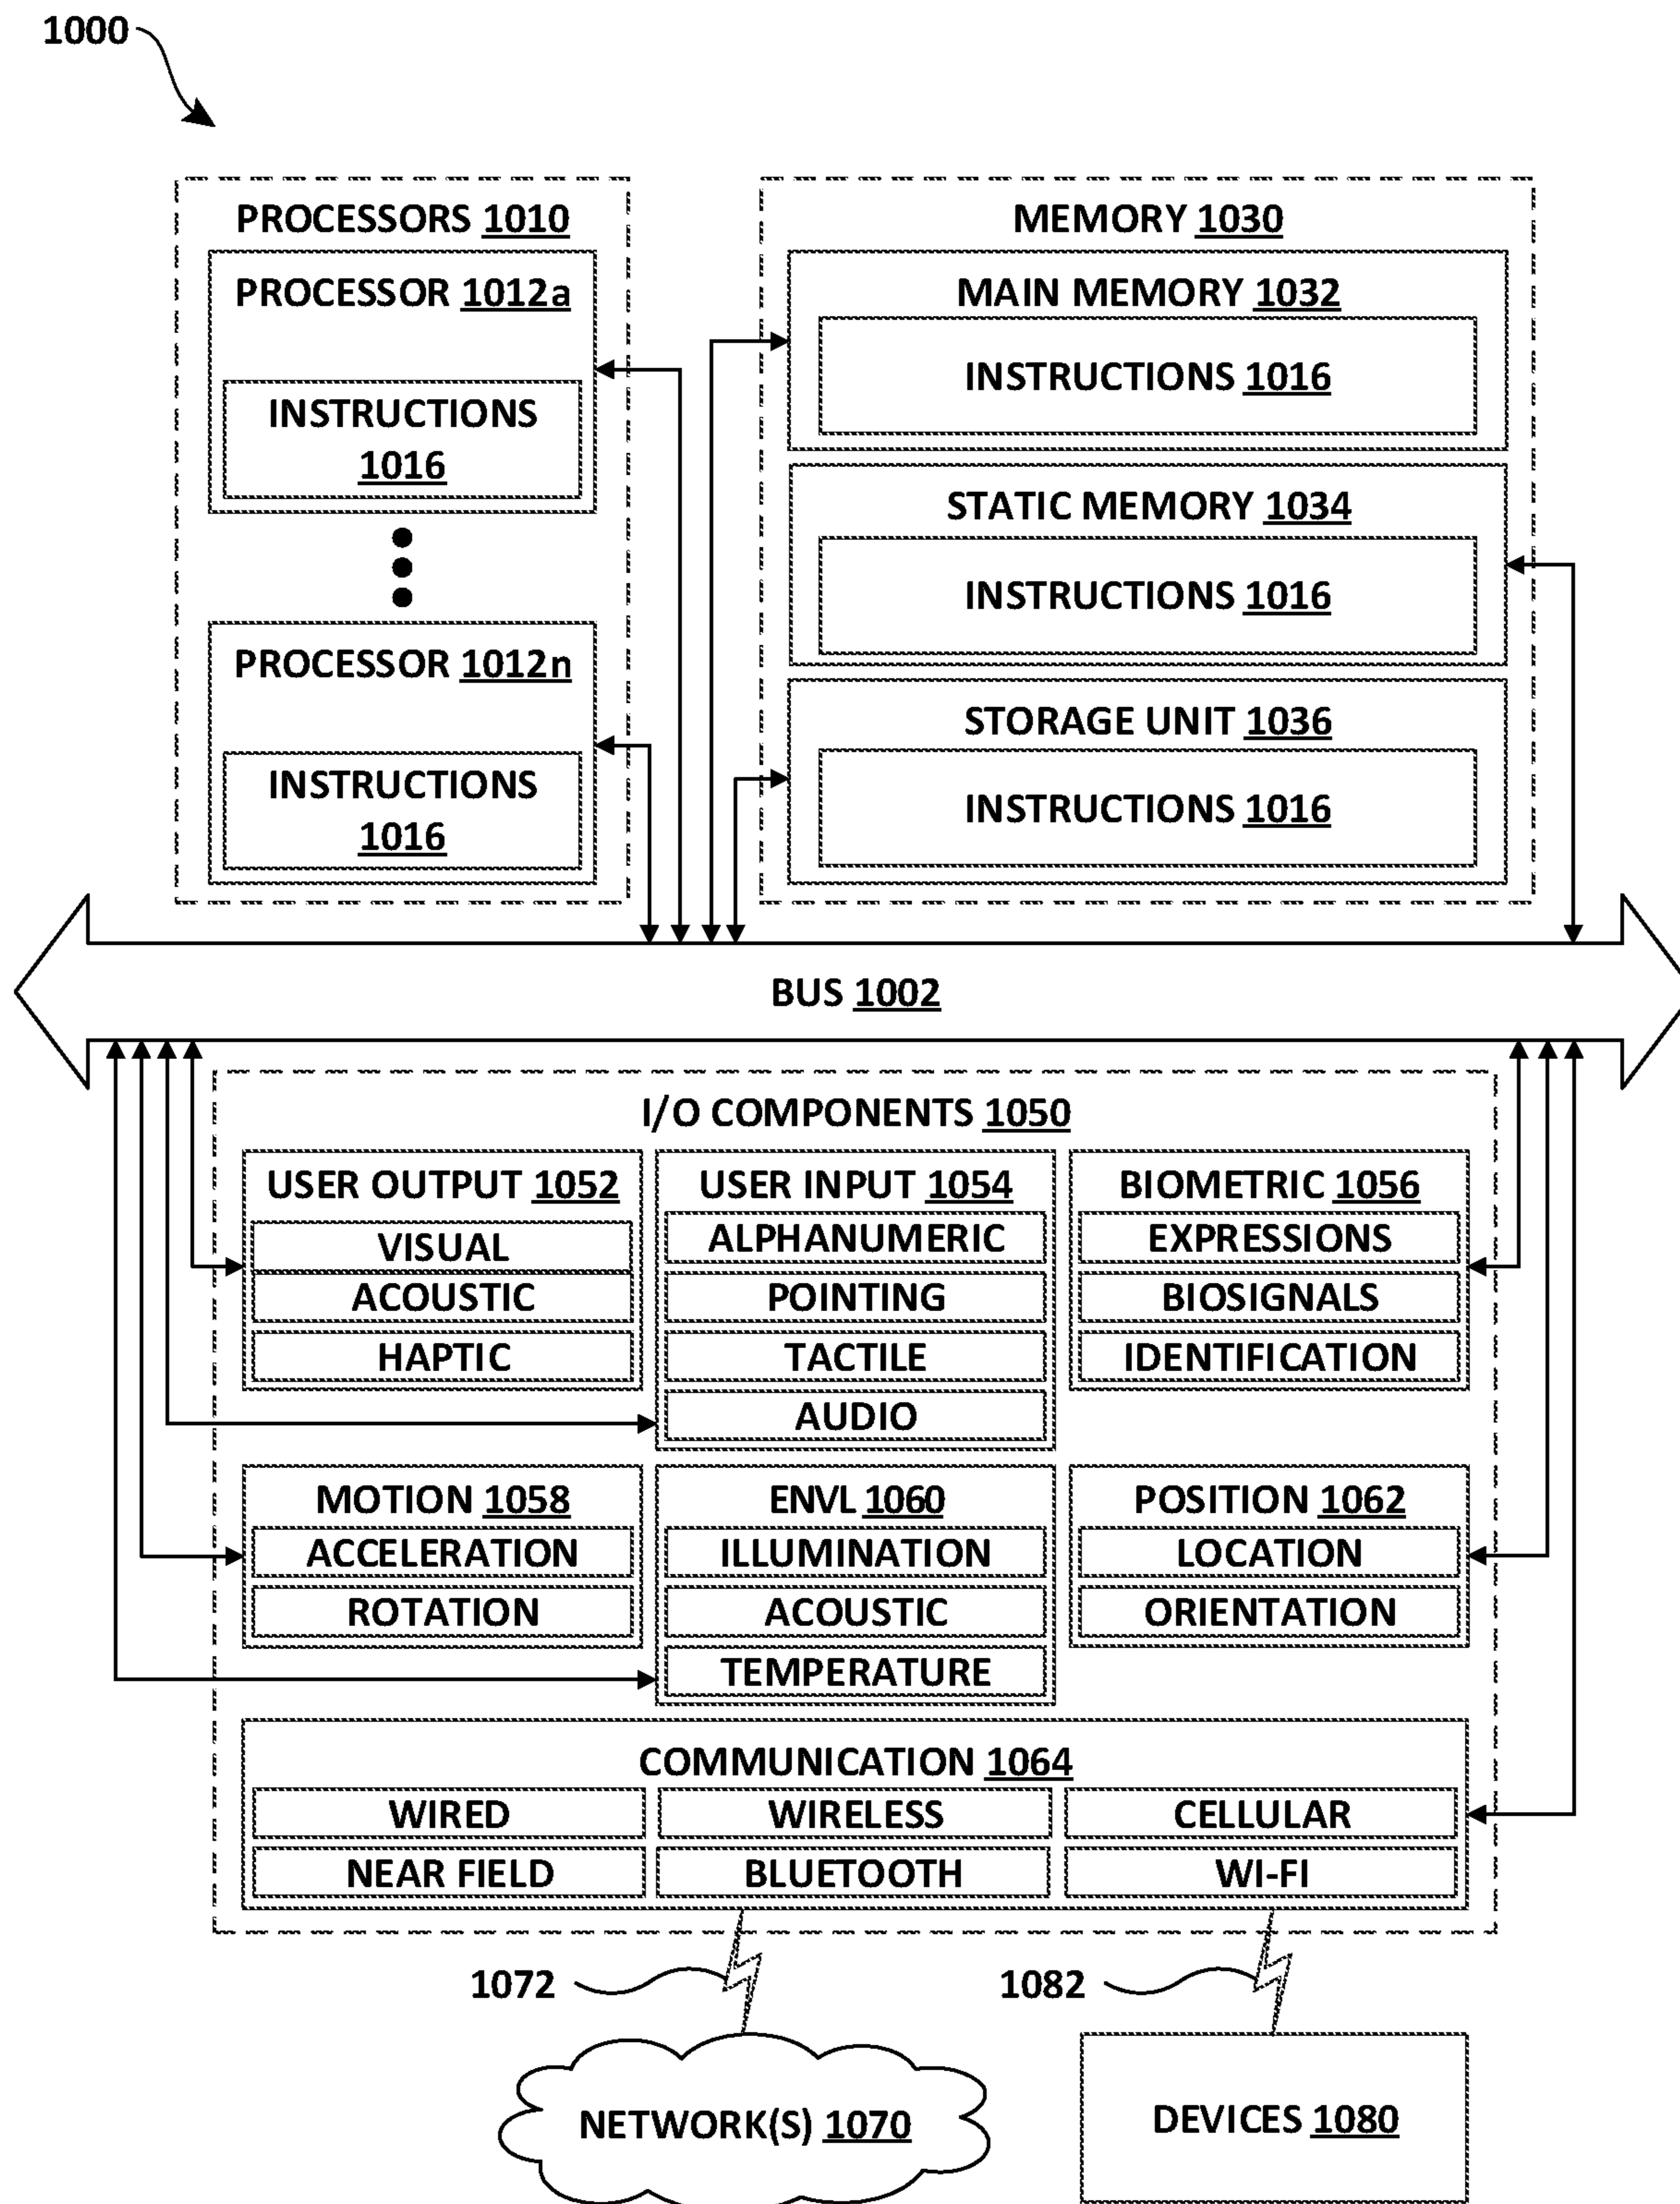 1000
PROCESSORS 1010
PROCESSOR 1012a
INSTRUCTIONS
1016
PROCESSOR 1012n
INSTRUCTIONS
1016
MEMORY 1030
MAIN MEMORY 1032
INSTRUCTIONS 1016
STATIC MEMORY 1034
INSTRUCTIONS 1016
STORAGE UNIT 1036
INSTRUCTIONS 1016
BUS 1002
I/O COMPONENTS 1050
USER OUTPUT 1052
VISUAL
ACOUSTIC
HAPTIC
USER INPUT 1054
ALPHANUMERIC
POINTING
TACTILE
AUDIO
BIOMETRIC 1056
EXPRESSIONS
BIOSIGNALS
IDENTIFICATION
MOTION 1058
ACCELERATION
ROTATION
ENVL 1060
ILLUMINATION
ACOUSTIC
TEMPERATURE
POSITION 1062
LOCATION
ORIENTATION
COMMUNICATION 1064
WIRED
WIRELESS
CELLULAR
NEAR FIELD
BLUETOOTH
WI-FI
1072
1082
NETWORK(S) 1070
DEVICES 1080